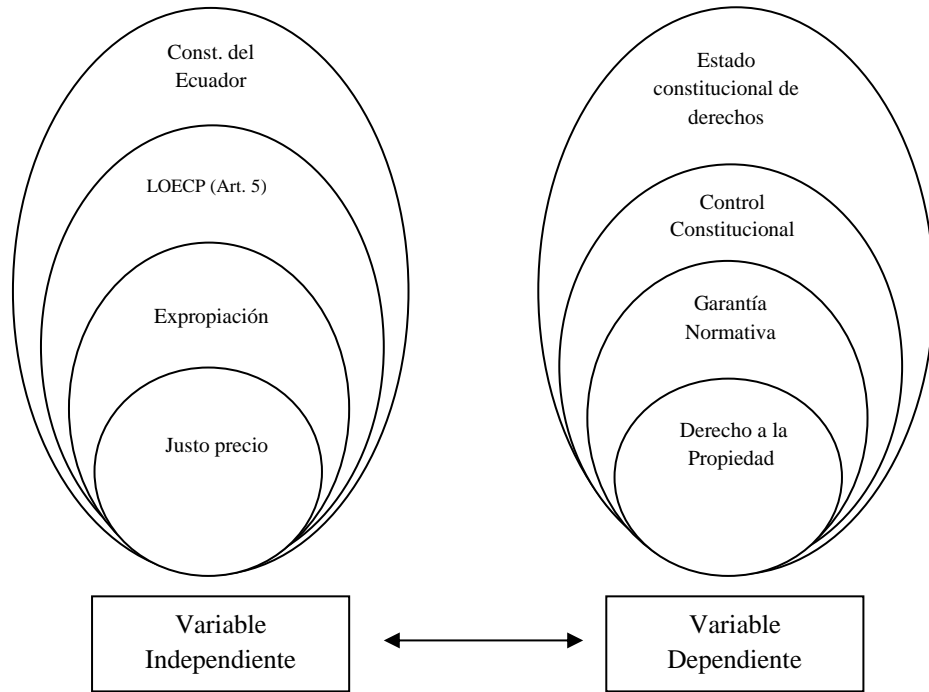 Const. del
Ecuador
LOECP (Art. 5)
Expropiación
Justo precio
Estado
constitucional de
derechos
Control
Constitucional
Garantía
Normativa
Derecho a la
Propiedad
Variable
Independiente
Variable
Dependiente